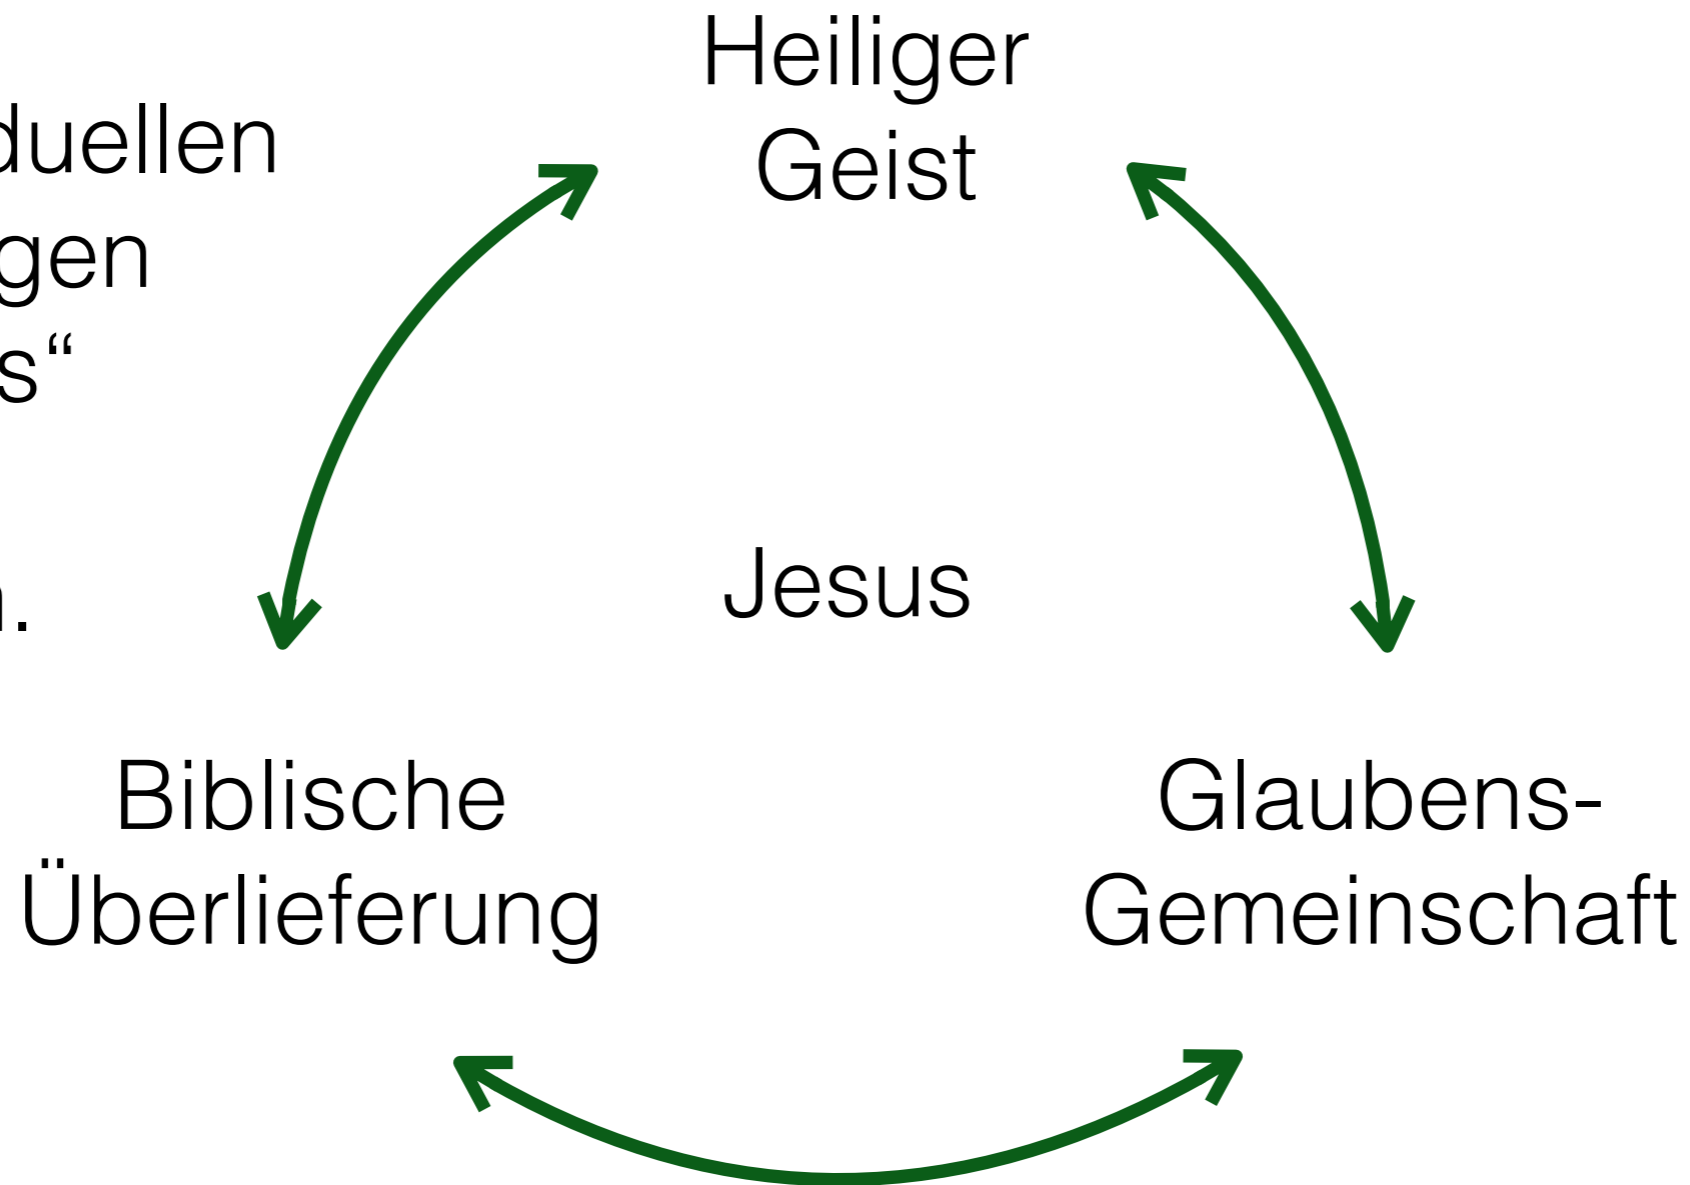 Heiliger
Geist
duellen
gen
s“
n.
Jesus
Biblische
Überlieferung
Glaubens-
Gemeinschaft